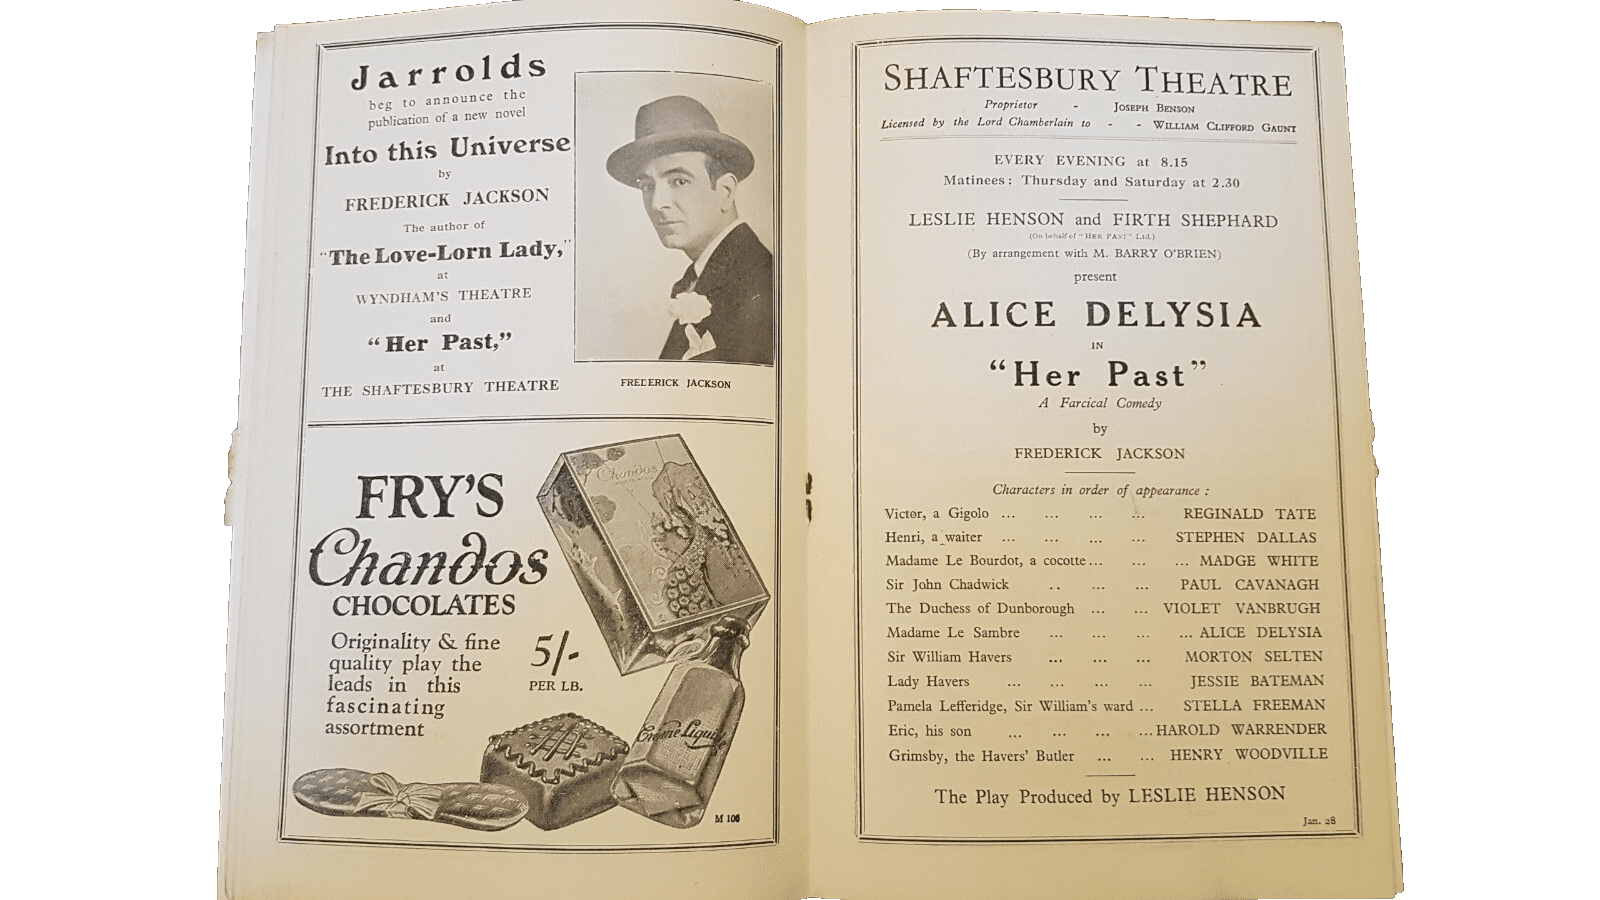 Jarrolds
beg to announce the
publication of a new novel
Into this Universe
by
FREDERICK JACKSON
The author of
"The Love-Lorn Lady,"
at
WYNDHAM'S THEATRE
and
"Her Past,"
at
THE SHAFTESBURY THEATRE
FREDERICK JACKSON
FRY'S
Chandos
CHOCOLATES
Originality & fine
quality play the
leads in this
fascinating
assortment
5/-
PER LB.
Chandos
Crème Liquide
M 106
SHAFTESBURY THEATRE
Proprietor - JOSEPH BENSON
Licensed by the Lord Chamberlain to - - WILLIAM CLIFFORD GAUNT
EVERY EVENING at 8.15
Matinees: Thursday and Saturday at 2.30
LESLIE HENSON and FIRTH SHEPHARD
(On behalf of "HER PAST" Ltd.)
(By arrangement with M. BARRY O'BRIEN)
present
ALICE DELYSIA
IN
"Her Past"
A Farcical Comedy
by
FREDERICK JACKSON
Characters in order of appearance :
Victor, a Gigolo ... ... ... ... REGINALD TATE
Henri, a waiter ... ... ... ... STEPHEN DALLAS
Madame Le Bourdot, a cocotte ... ... ... MADGE WHITE
Sir John Chadwick .. ... ... PAUL CAVANAGH
The Duchess of Dunborough ... ... VIOLET VANBRUGH
Madame Le Sambre ... ... ... ... ALICE DELYSIA
Sir William Havers ... ... ... MORTON SELTEN
Lady Havers ... ... ... ... JESSIE BATEMAN
Pamela Lefferidge, Sir William's ward ... STELLA FREEMAN
Eric, his son ... ... ... ... HAROLD WARRENDER
Grimsby, the Havers' Butler ... ... HENRY WOODVILLE
The Play Produced by LESLIE HENSON
Jan. 28